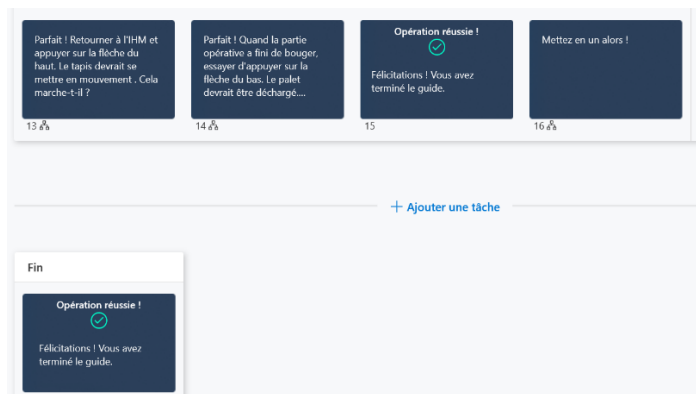 Parfait ! Retourner à l'IHM et
appuyer sur la flèche du
haut. Le tapis devrait se
mettre en mouvement . Cela
marche-t-il ?
13
Parfait ! Quand la partie
opérative a fini de bouger,
essayer d'appuyer sur la
flèche du bas. Le palet
devrait être déchargé....
14
Opération réussie !
Félicitations ! Vous avez
terminé le guide.
15
Mettez en un alors !
16
+ Ajouter une tâche
Fin
Opération réussie !
Félicitations ! Vous avez
terminé le guide.